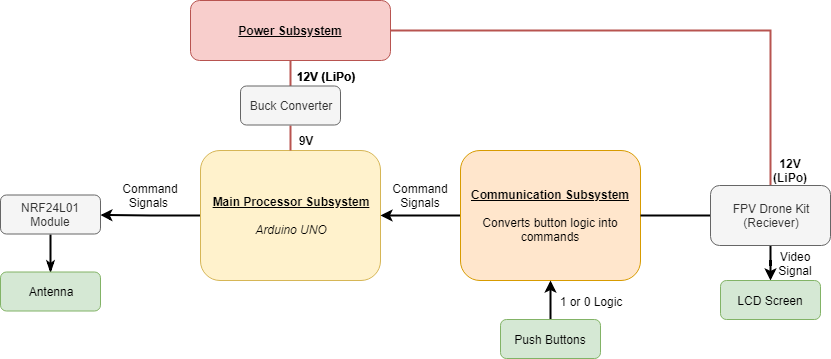 Power Subsystem
12V (LiPo)
Buck Converter
9V
12V
(LiPo)
Main Processor Subsystem
Arduino UNO
Communication Subsystem
Converts button logic into
commands
Command
Signals
Command
Signals
NRF24L01
Module
FPV Drone Kit
(Reciever)
Video
Signal
Antenna
1 or 0 Logic
LCD Screen
Push Buttons